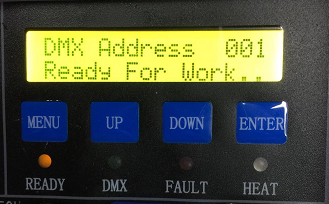 DMX Address 001
Ready For Work..
MENU UP DOWN ENTER
READY DMX FAULT HEAT